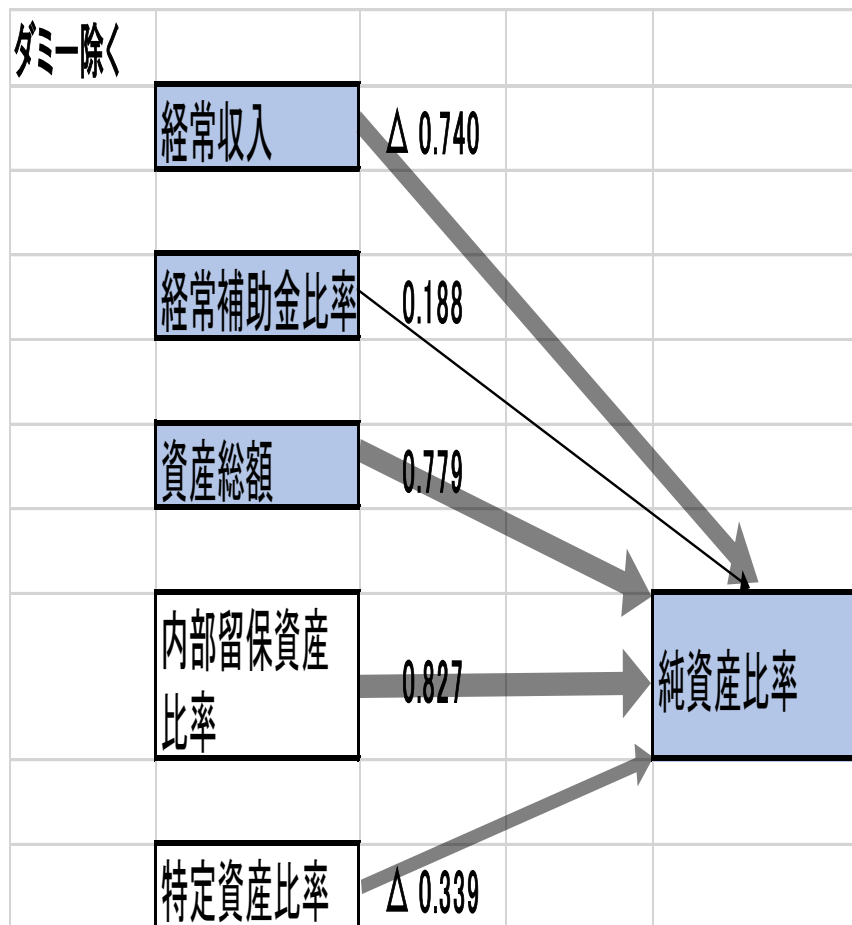 ダミー除く
経常収入
△ 0.740
経常補助金比率
0.188
資産総額
0.779
内部留保資産
比率
0.827
純資産比率
特定資産比率
△ 0.339